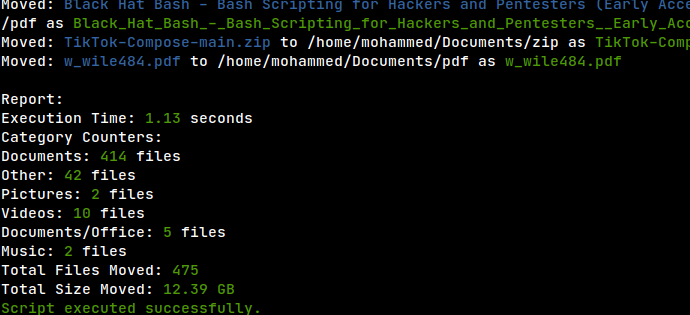 Moved: Black Hat Bash – Bash Scripting for Hackers and Pentesters (Early Acce
/pdf as Black_Hat_Bash_-_Bash_Scripting_for_Hackers_and_Pentesters__Early_Acc
Moved: TikTok-Compose-main.zip to /home/mohammed/Documents/zip as TikTok-Comp
Moved: w_wile484.pdf to /home/mohammed/Documents/pdf as w_wile484.pdf
Report:
Execution Time: 1.13 seconds
Category Counters:
Documents: 414 files
Other: 42 files
Pictures: 2 files
Videos: 10 files
Documents/Office: 5 files
Music: 2 files
Total Files Moved: 475
Total Size Moved: 12.39 GB
Script executed successfully.